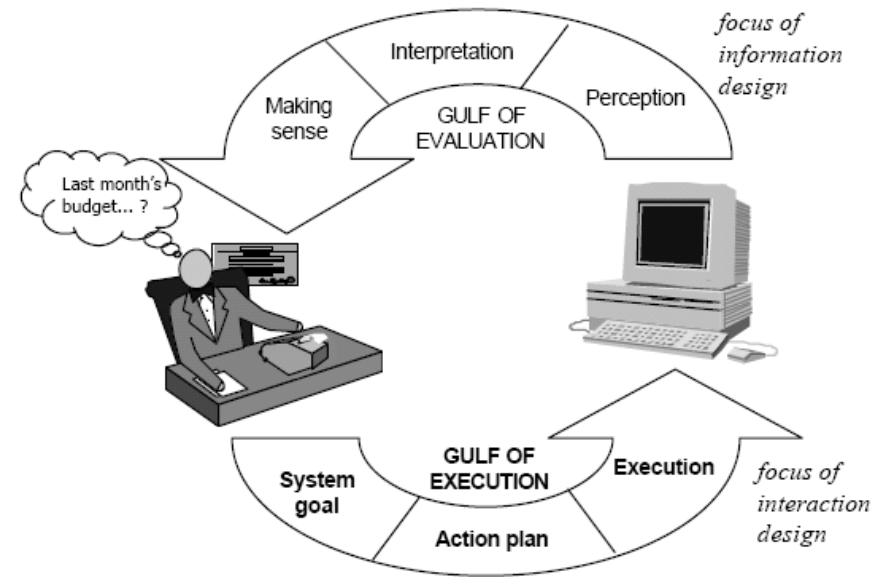 focus of
information
design
Interpretation
Perception
Making
sense
GULF OF
EVALUATION
Last month's
budget... ?
GULF OF
EXECUTION
System
goal
Action plan
Execution
focus of
interaction
design